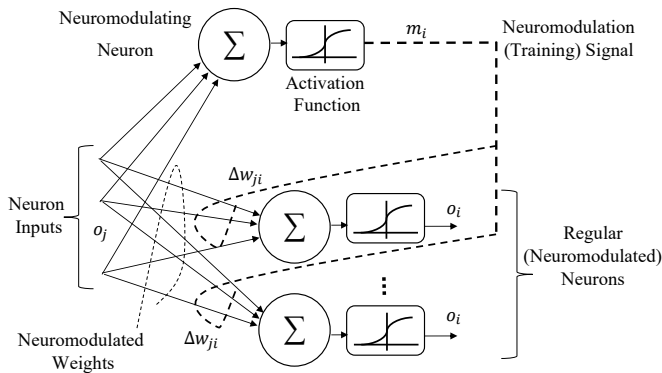 Neuromodulating
Neuron
Σ
m_i
Neuromodulation
(Training) Signal
Activation
Function
Δw_ji
Neuron
Inputs
o_j
Σ
o_i
Regular
(Neuromodulated)
Neurons
⋮
Neuromodulated
Weights
Δw_ji
Σ
o_i